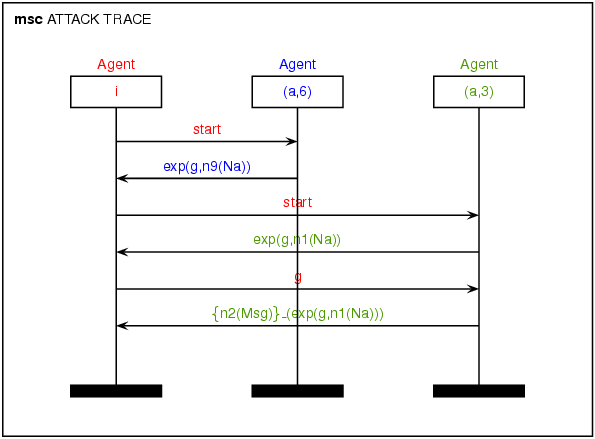 msc ATTACK TRACE
Agent Agent Agent
i (a,6) (a,3)
start
exp(g,n9(Na))
start
exp(g,n1(Na))
g
{n2(Msg)}_(exp(g,n1(Na)))